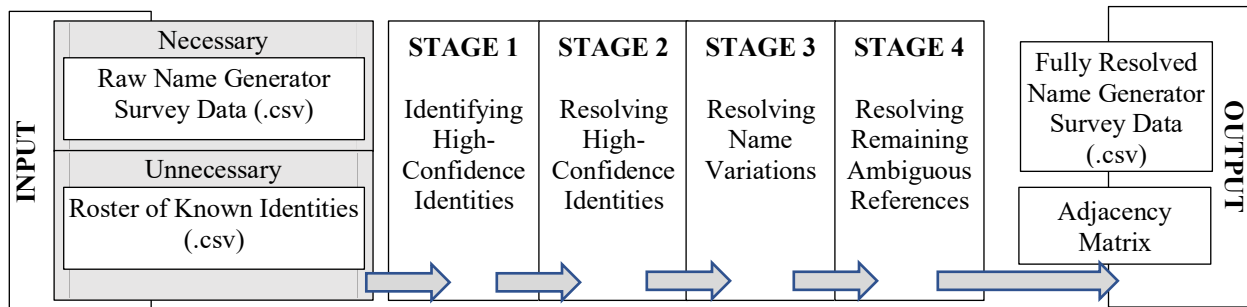 INPUT
Necessary
Raw Name Generator
Survey Data (.csv)
Unnecessary
Roster of Known Identities
(.csv)
STAGE 1
Identifying
High-
Confidence
Identities
STAGE 2
Resolving
High-
Confidence
Identities
STAGE 3
Resolving
Name
Variations
STAGE 4
Resolving
Remaining
Ambiguous
References
Fully Resolved
Name Generator
Survey Data
(.csv)
Adjacency
Matrix
OUTPUT